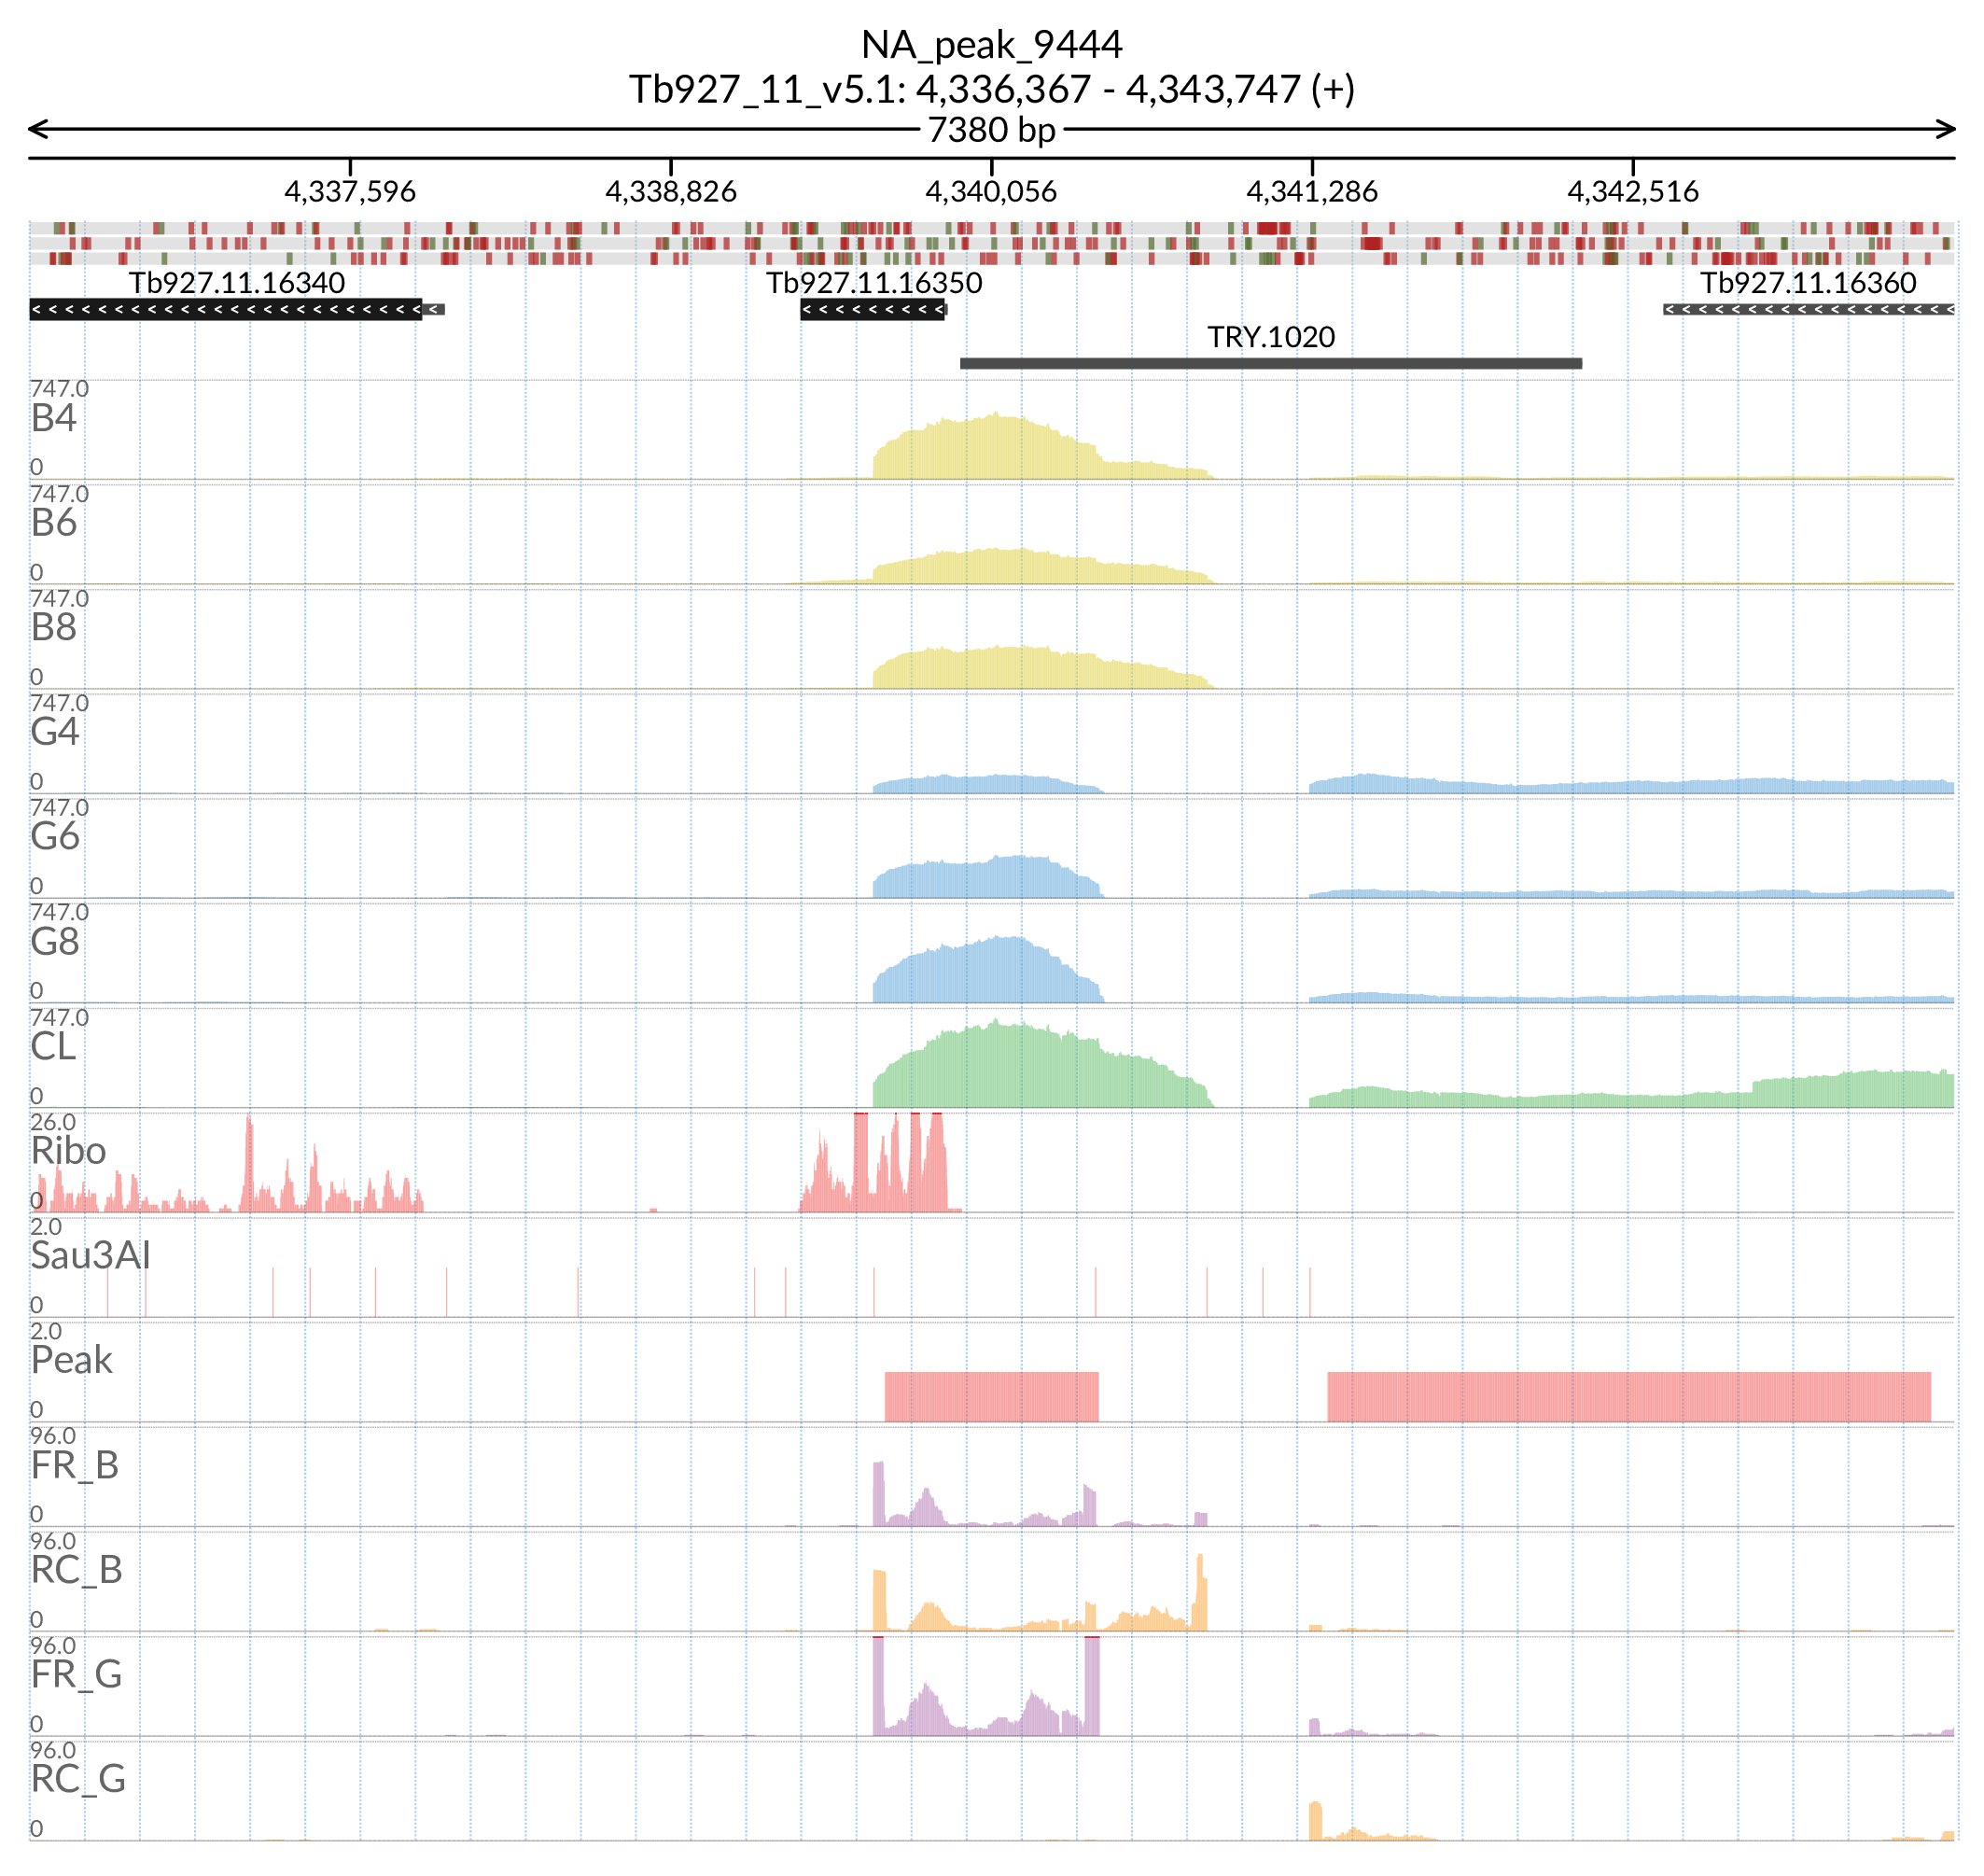 NA_peak_9444
Tb927_11_v5.1: 4,336,367 - 4,343,747 (+)
7380 bp
4,337,596 4,338,826 4,340,056 4,341,286 4,342,516
Tb927.11.16340 Tb927.11.16350 Tb927.11.16360
TRY.1020
747.0
B4
0
747.0
B6
0
747.0
B8
0
747.0
G4
0
747.0
G6
0
747.0
G8
0
747.0
CL
0
26.0
Ribo
0
2.0
Sau3AI
0
2.0
Peak
0
96.0
FR_B
0
96.0
RC_B
0
96.0
FR_G
0
96.0
RC_G
0